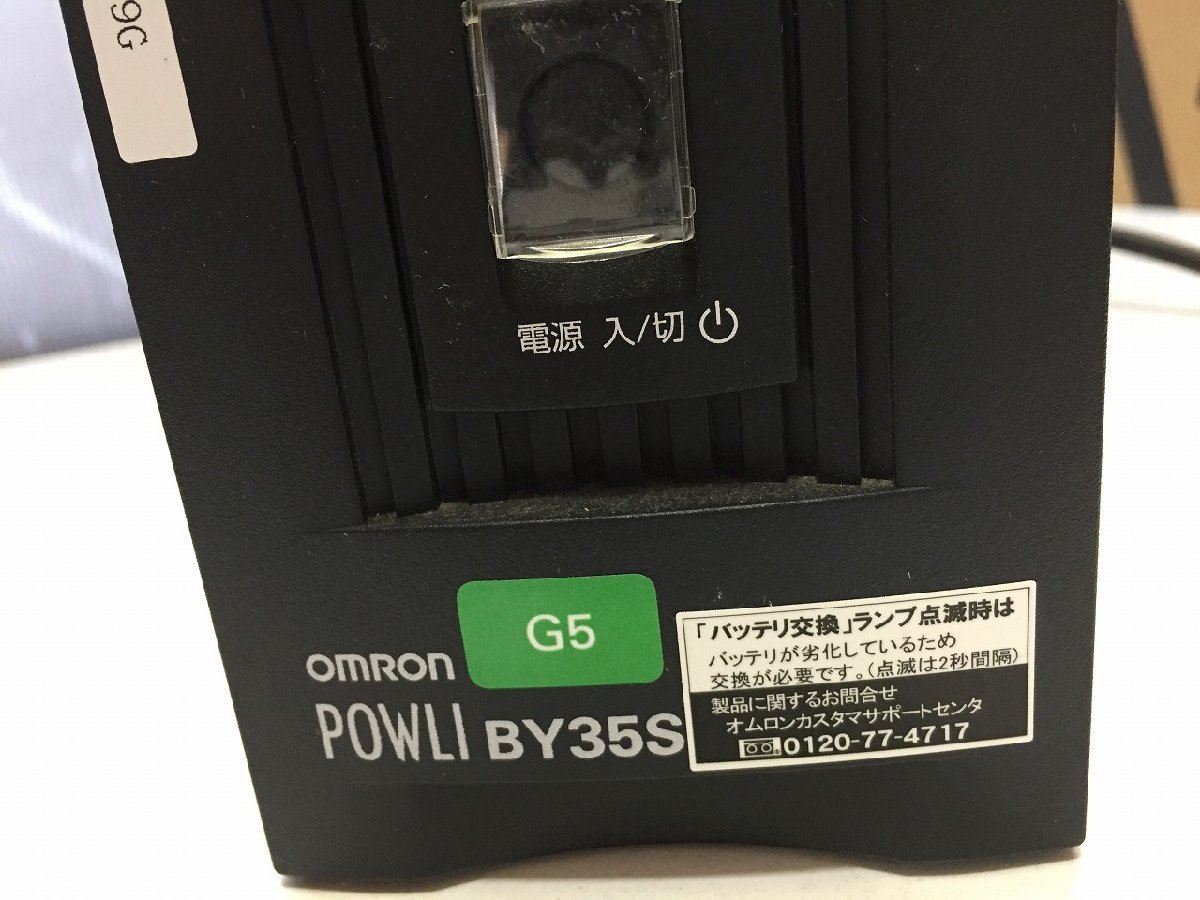 9G
電源 入/切
G5
omron
POWLI BY35S
「バッテリ交換」ランプ点滅時は
バッテリが劣化しているため
交換が必要です。(点滅は2秒間隔)
製品に関するお問合せ
オムロンカスタマサポートセンタ
0120-77-4717